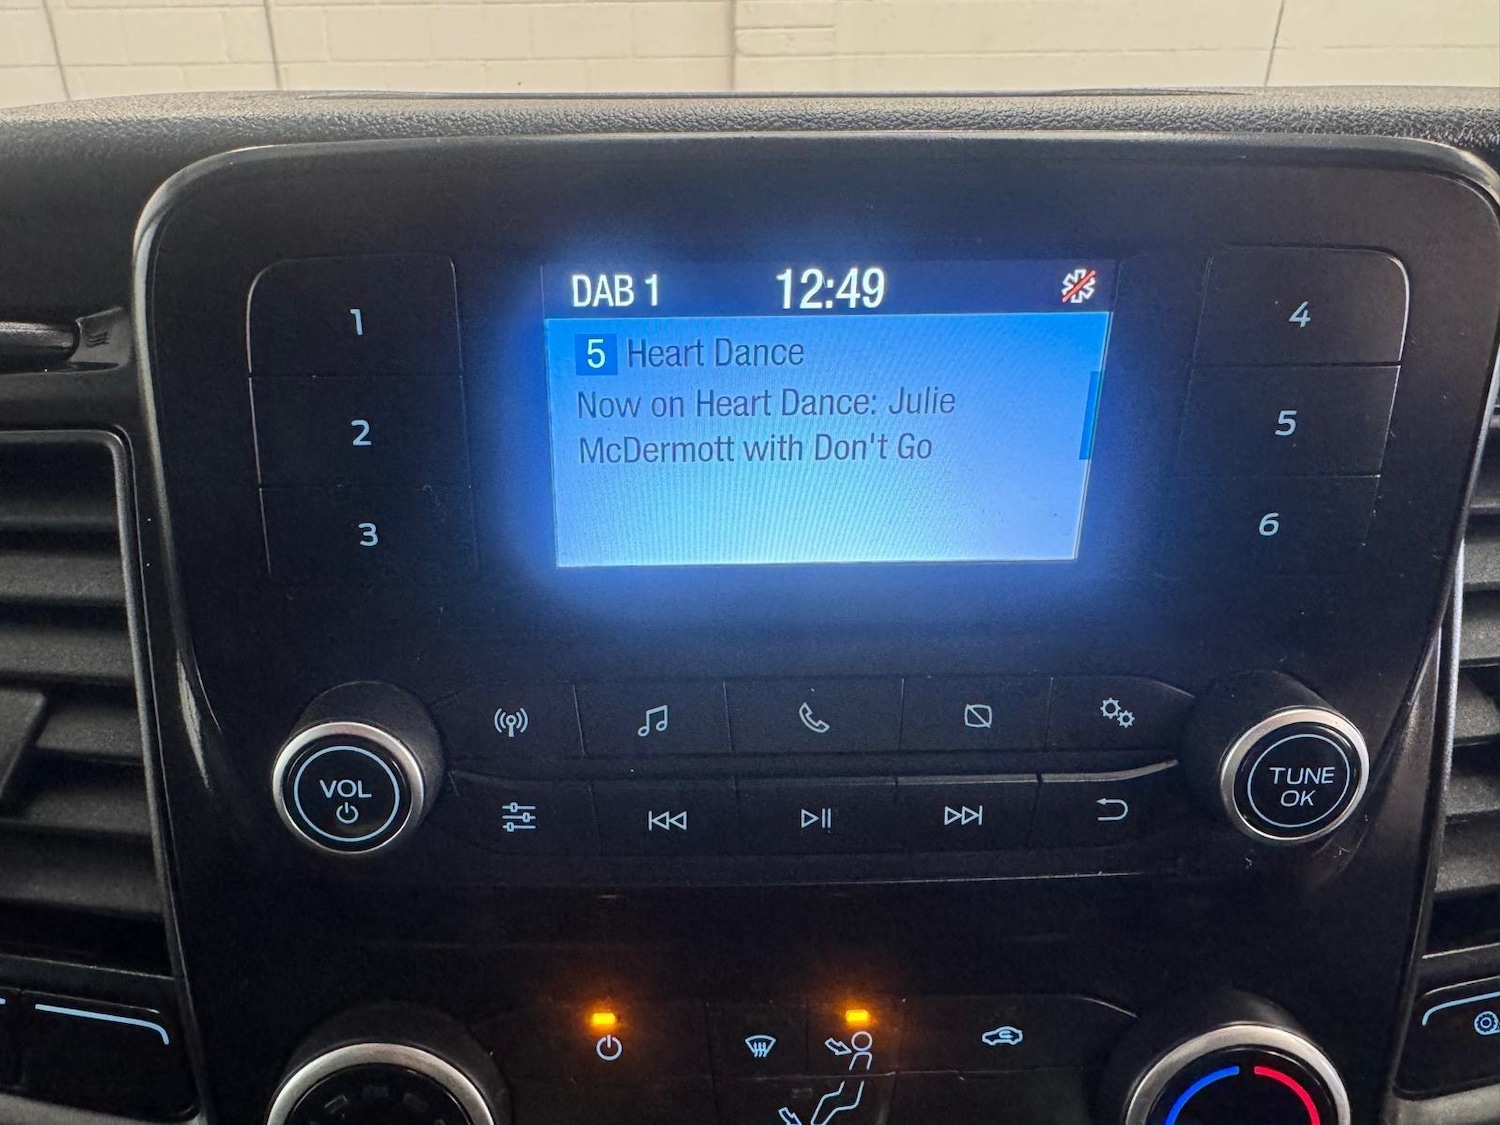 DAB 1 12:49
5 Heart Dance
Now on Heart Dance: Julie
McDermott with Don't Go
1
2
3
4
5
6
VOL
TUNE
OK